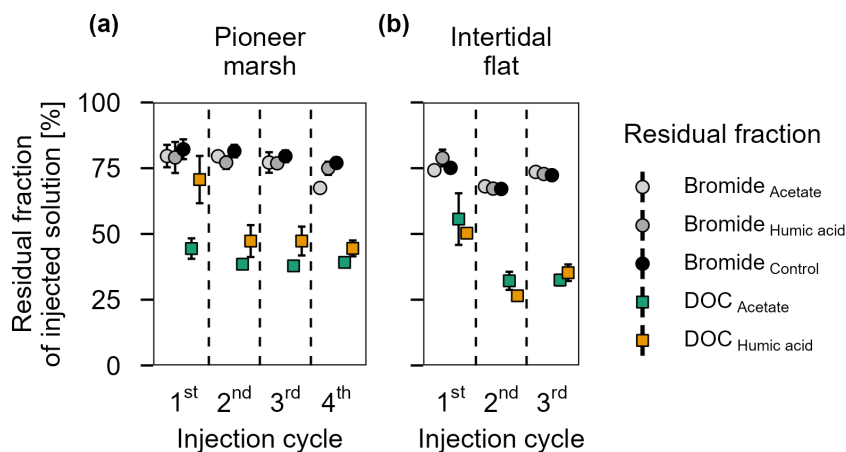 (a)
Pioneer
marsh
(b)
Intertidal
flat
Residual fraction
of injected solution [%]
100
75
50
25
0
1st
2nd
3rd
4th
Injection cycle
1st
2nd
3rd
Injection cycle
Residual fraction
Bromide Acetate
Bromide Humic acid
Bromide Control
DOC Acetate
DOC Humic acid